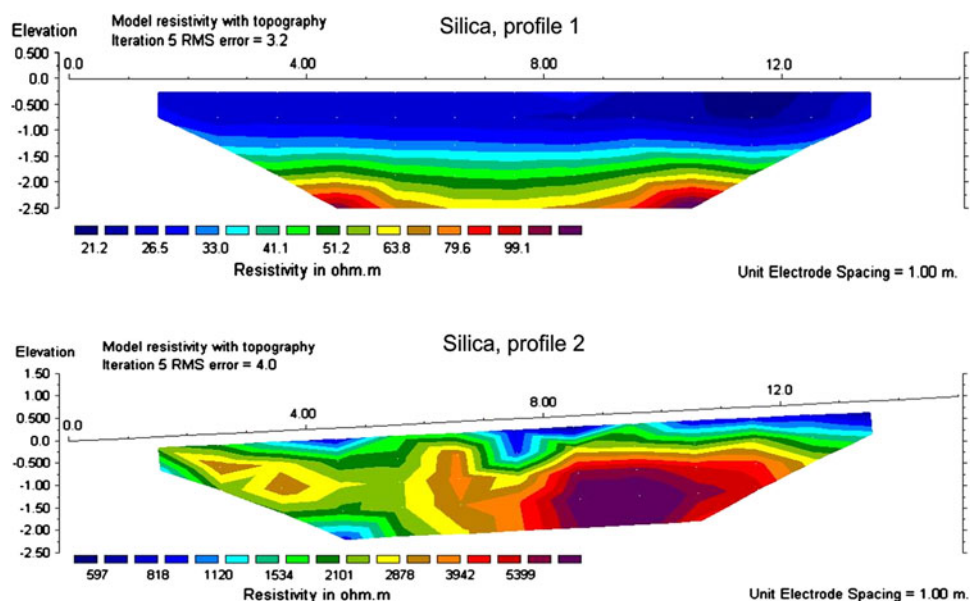 Silica, profile 1
Elevation
Model resistivity with topography
Iteration 5 RMS error = 3.2
0.0 4.00 8.00 12.0
0.500
0.0
-0.500
-1.00
-1.50
-2.00
-2.50
21.2 26.5 33.0 41.1 51.2 63.8 79.6 99.1
Resistivity in ohm.m
Unit Electrode Spacing = 1.00 m.
Silica, profile 2
Elevation
Model resistivity with topography
Iteration 5 RMS error = 4.0
0.0 4.00 8.00 12.0
1.50
1.00
0.500
0.0
-0.500
-1.00
-1.50
-2.00
-2.50
597 818 1120 1534 2101 2878 3942 5399
Resistivity in ohm.m
Unit Electrode Spacing = 1.00 m.